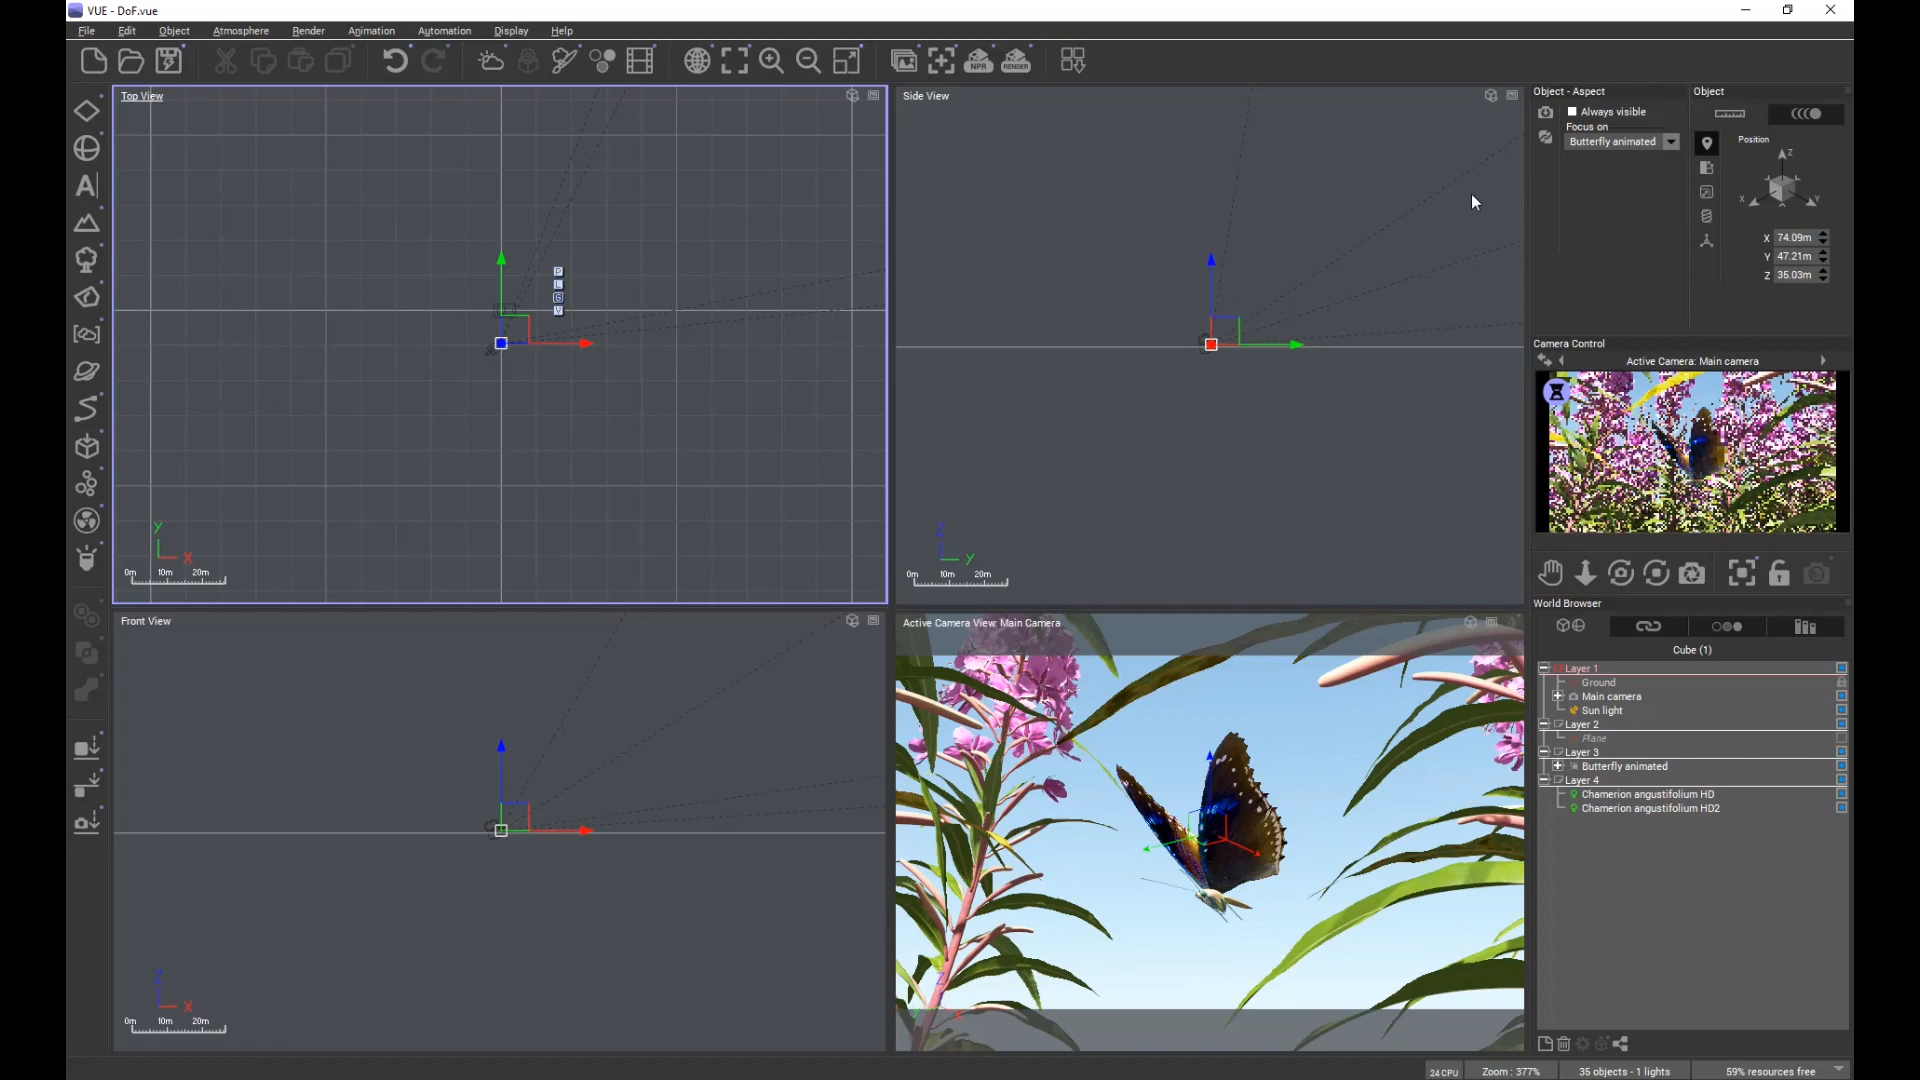 VUE - DoF.vue
File Edit Object Atmosphere Render Animation Automation Display Help
NPR RENDER
Top View
P
L
G
V
y
X
0m 10m 20m
Side View
Z
y
0m 10m 20m
Front View
Z
X
0m 10m 20m
Active Camera View: Main Camera
Object - Aspect
Always visible
Focus on
Butterfly animated
Object
Position
Z
X Y
X 74.09m
Y 47.21m
Z 35.03m
Camera Control
Active Camera: Main camera
World Browser
Cube (1)
Layer 1
Ground
Main camera
Sun light
Layer 2
Plane
Layer 3
Butterfly animated
Layer 4
Chamerion angustifolium HD
Chamerion angustifolium HD2
24 CPU Zoom : 377% 35 objects - 1 lights 59% resources free